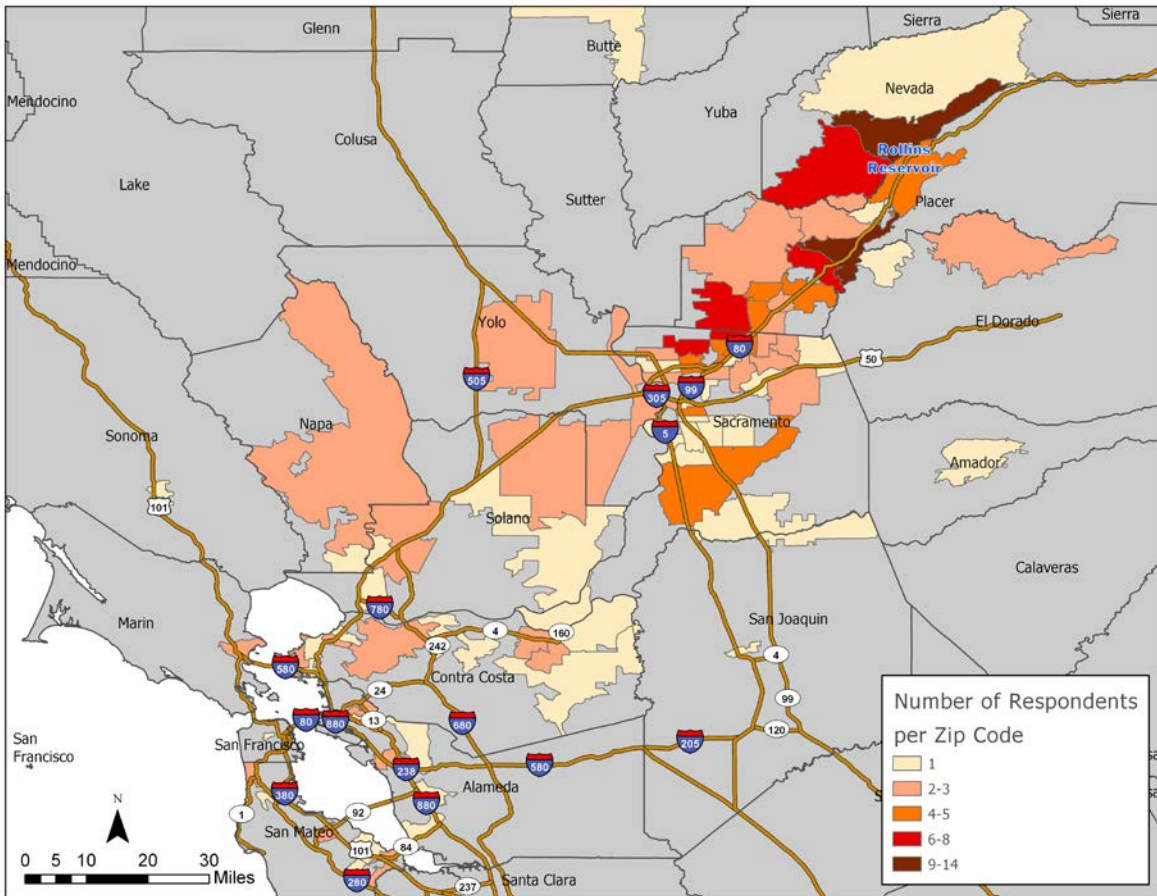 Glenn
Butte
Sierra
Sierra
Mendocino
Nevada
Yuba
Colusa
Rollins
Reservoir
Lake
Sutter
Placer
Mendocino
Yolo
El Dorado
80
50
505
99
305
Napa
Sacramento
Sonoma
5
Amador
101
Solano
Calaveras
780
Marin
San Joaquin
160
4
242
4
580
Contra Costa
24
99
80
880
13
680
120
San Francisco
205
San
Francisco
238
580
Alameda
380
880
1
92
San Mateo
101
84
280
237
Santa Clara
N
0 5 10 20 30
Miles
Number of Respondents
per Zip Code
1
2-3
4-5
6-8
9-14